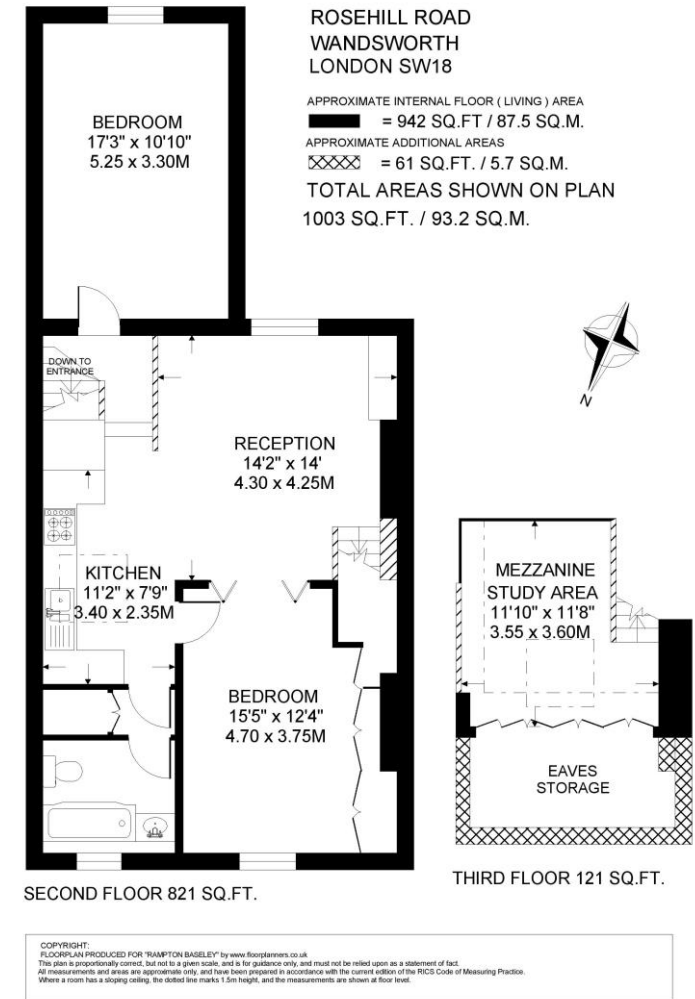 ROSEHILL ROAD
WANDSWORTH
LONDON SW18
APPROXIMATE INTERNAL FLOOR ( LIVING ) AREA
= 942 SQ.FT / 87.5 SQ.M.
APPROXIMATE ADDITIONAL AREAS
= 61 SQ.FT. / 5.7 SQ.M.
TOTAL AREAS SHOWN ON PLAN
1003 SQ.FT. / 93.2 SQ.M.
BEDROOM
17'3" x 10'10"
5.25 x 3.30M
N
DOWN TO
ENTRANCE
RECEPTION
14'2" x 14'
4.30 x 4.25M
KITCHEN
11'2" x 7'9"
3.40 x 2.35M
BEDROOM
15'5" x 12'4"
4.70 x 3.75M
MEZZANINE
STUDY AREA
11'10" x 11'8"
3.55 x 3.60M
EAVES
STORAGE
SECOND FLOOR 821 SQ.FT.
THIRD FLOOR 121 SQ.FT.
COPYRIGHT:
FLOORPLAN PRODUCED FOR "RAMPTON BASELEY" by www.floorplanners.co.uk
This plan is proportionally correct, but not to a given scale, and is for guidance only, and must not be relied upon as a statement of fact.
All measurements and areas are approximate only, and have been prepared in accordance with the current edition of the RICS Code of Measuring Practice.
Where a room has a sloping ceiling, the dotted line marks 1.5m height, and the measurements are shown at floor level.